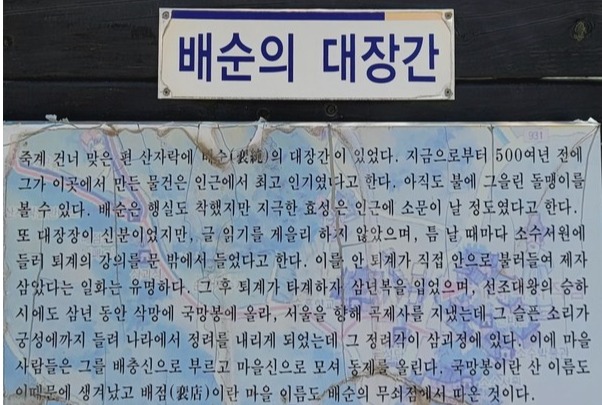 배순의 대장간
죽계 건너 맞은 편 산자락에 배순(裵純)의 대장간이 있었다. 지금으로부터 500여년 전에
그가 이곳에서 만든 물건은 인근에서 최고 인기였다고 한다. 아직도 불에 그을린 돌맹이를
볼 수 있다. 배순은 행실도 착했지만 지극한 효성은 인근에 소문이 날 정도였다고 한다.
또 대장장이 신분이었지만, 글 읽기를 게을리 하지 않았으며, 틈 날 때마다 소수서원에
들러 퇴계의 강의를 문 밖에서 들었다고 한다. 이를 안 퇴계가 직접 안으로 불러들여 제자
삼았다는 일화는 유명하다. 그 후 퇴계가 타계하자 삼년복을 입었으며, 선조대왕의 승하
시에도 삼년 동안 삭망에 국망봉에 올라, 서울을 향해 곡제사를 지냈는데 그 슬픈 소리가
궁성에까지 들려 나라에서 정려를 내리게 되었는데 그 정려각이 삼괴정에 있다. 이에 마을
사람들은 그를 배충신으로 부르고 마을신으로 모셔 동제를 올린다. 국망봉이란 산 이름도
이때문에 생겨났고 배점(裵店)이란 마을 이름도 배순의 무쇠점에서 따온 것이다.
931